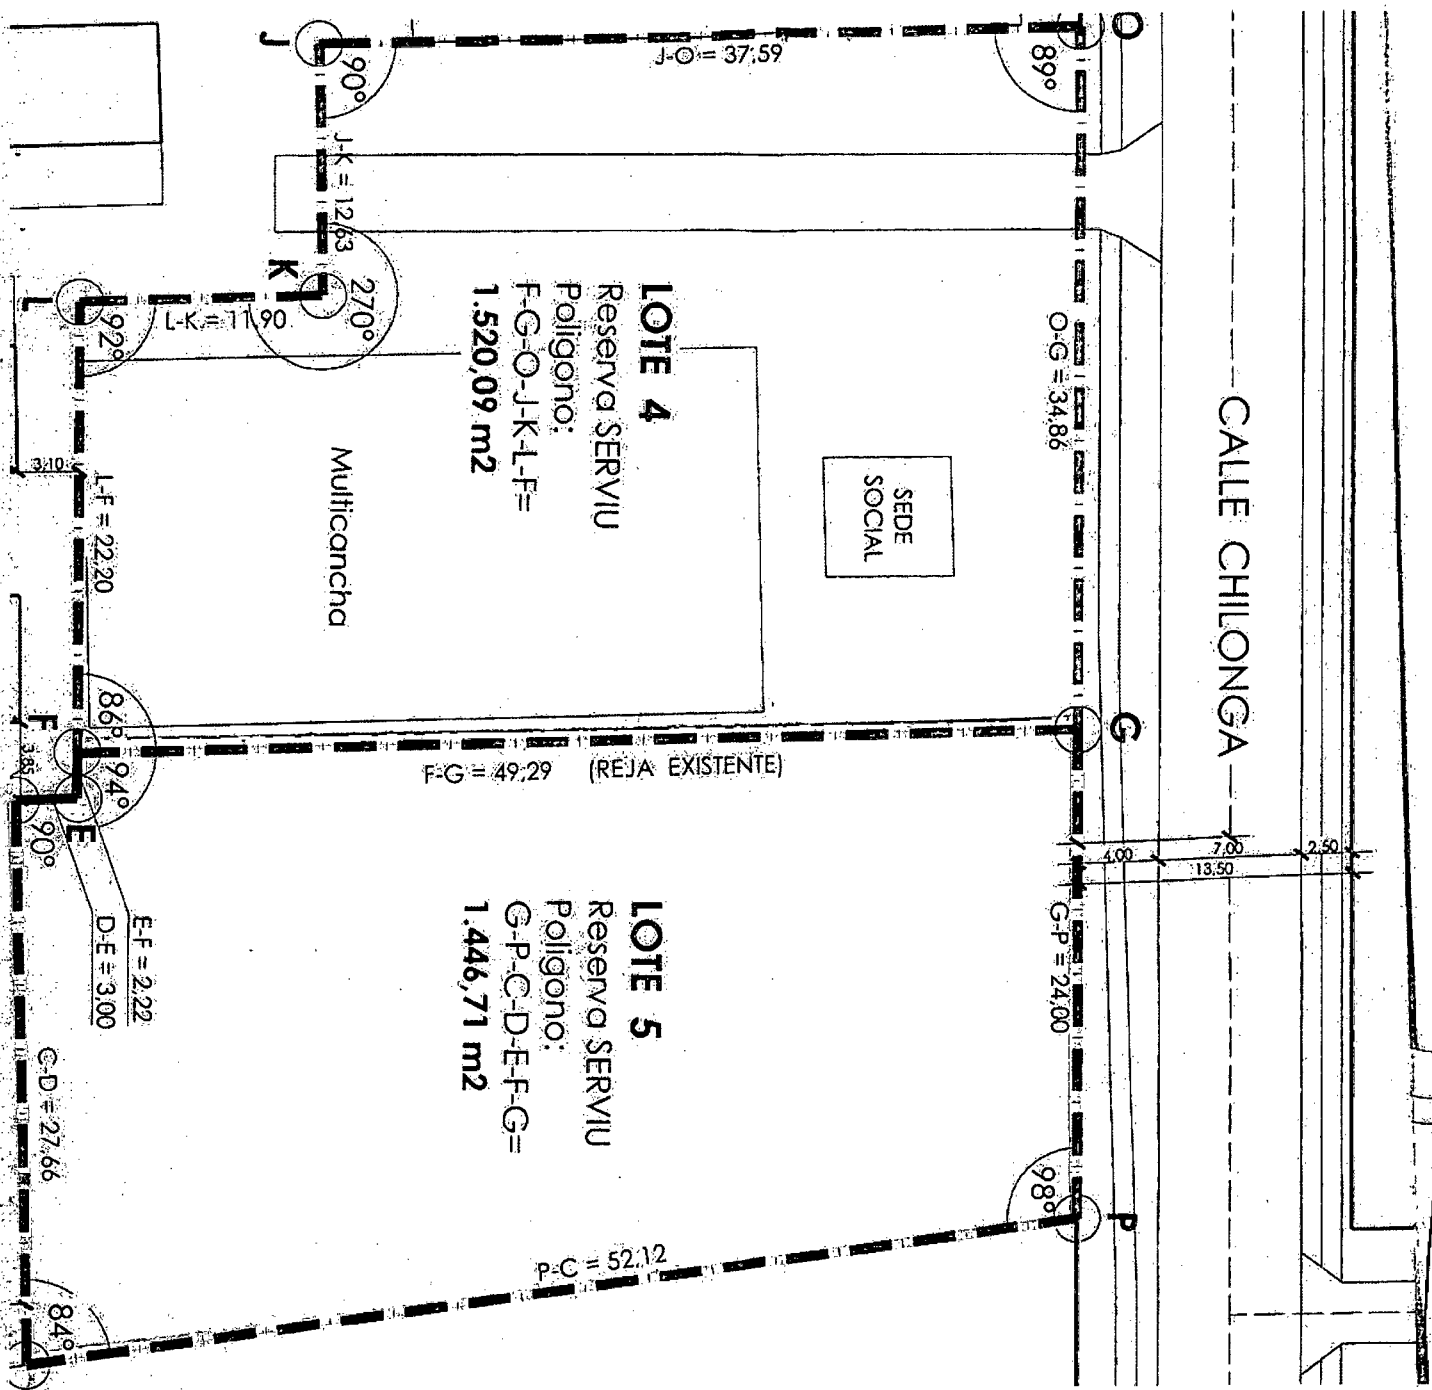 J
O
J-O = 37,59
90°
89°
J-K = 12,63
K
270°
L
92°
L-K = 11,90
O-G = 34,86
CALLE CHILONGA
LOTE 4
Reserva SERVIU
Poligono:
F-G-O-J-K-L-F=
1.520,09 m2
SEDE
SOCIAL
Multicancha
3,10
L-F = 22,20
86°
94°
F
3,85
E
90°
G
F-G = 49,29 (REJA EXISTENTE)
4,00
7,00
2,50
13,50
G-P = 24,00
LOTE 5
Reserva SERVIU
Poligono:
G-P-C-D-E-F-G=
1.446,71 m2
E-F = 2,22
D-E = 3,00
C-D = 27,66
98°
P
P-C = 52,12
84°